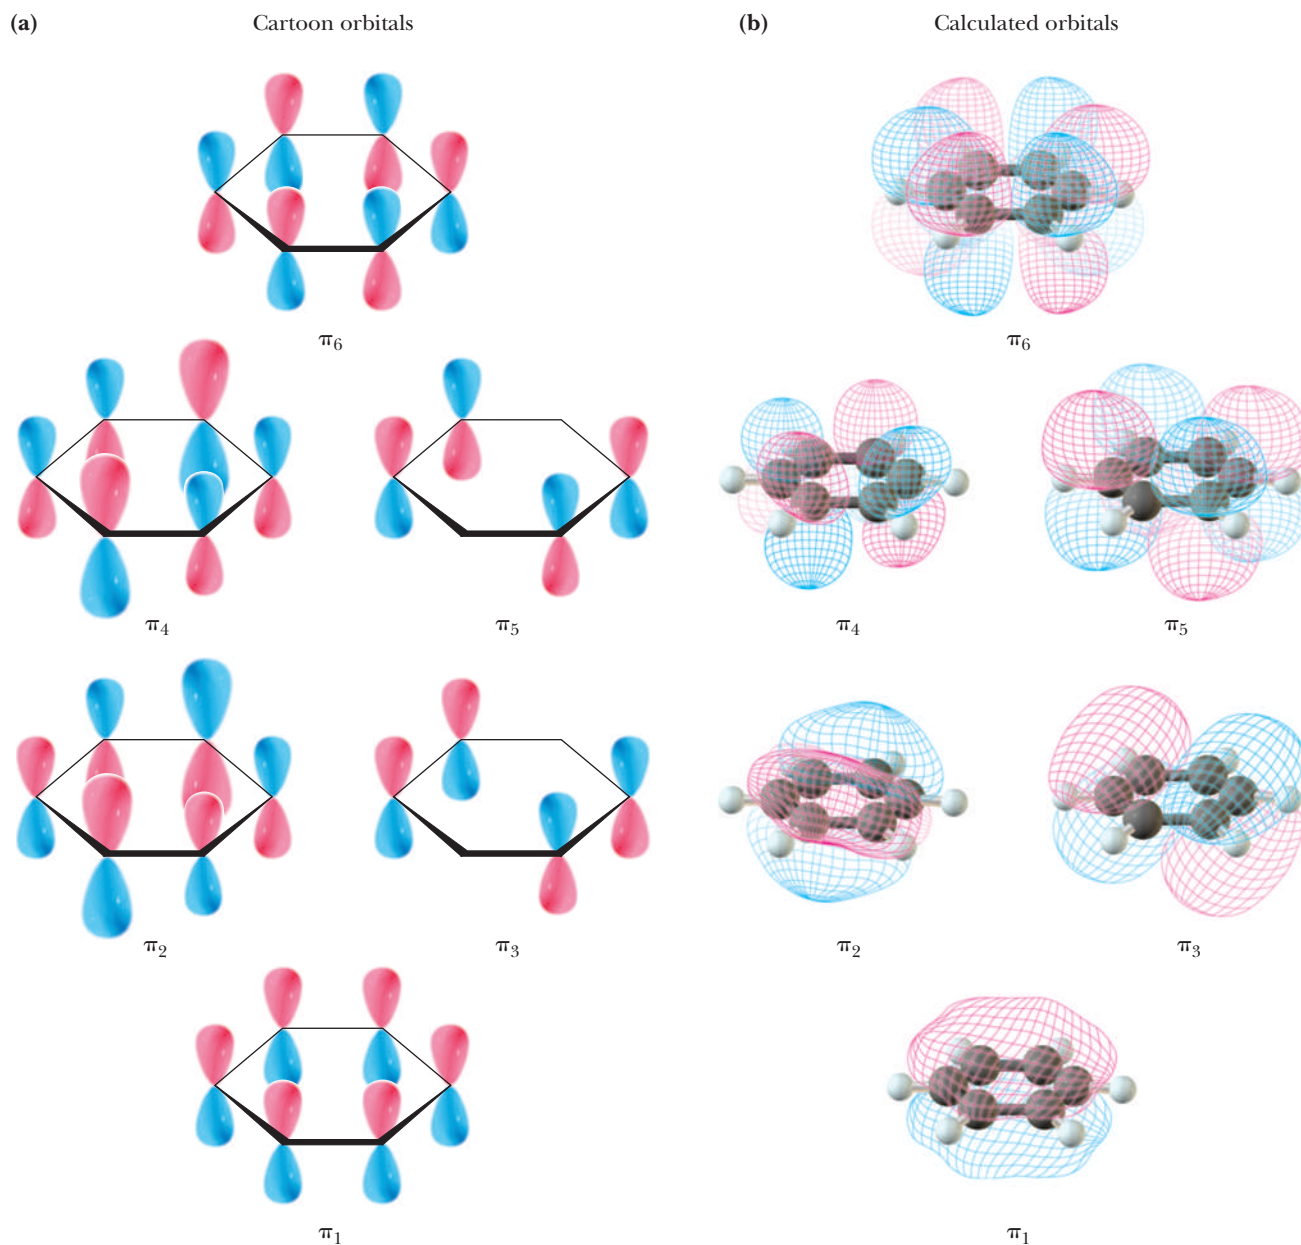 (a) Cartoon orbitals
(b) Calculated orbitals
π₆
π₆
π₄
π₅
π₄
π₅
π₂
π₃
π₂
π₃
π₁
π₁